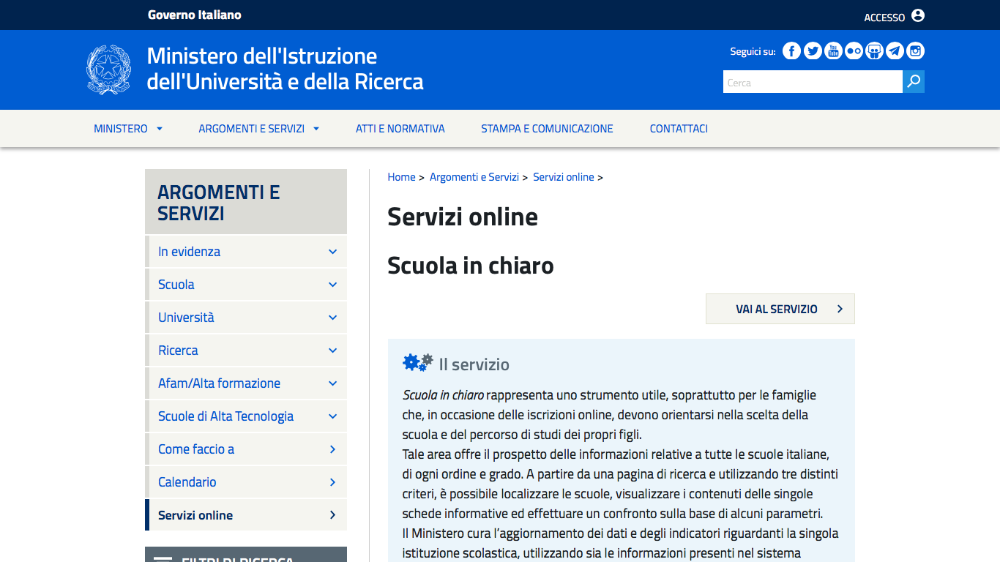 Governo Italiano
ACCESSO
Ministero dell'Istruzione
dell'Università e della Ricerca
Seguici su:
You
Tube
Cerca
MINISTERO
ARGOMENTI E SERVIZI
ATTI E NORMATIVA
STAMPA E COMUNICAZIONE
CONTATTACI
ARGOMENTI E
SERVIZI
In evidenza
Scuola
Università
Ricerca
Afam/Alta formazione
Scuole di Alta Tecnologia
Come faccio a
Calendario
Servizi online
FILTRI DI RICERCA
Home > Argomenti e Servizi > Servizi online >
Servizi online
Scuola in chiaro
VAI AL SERVIZIO
Il servizio
Scuola in chiaro rappresenta uno strumento utile, soprattutto per le famiglie
che, in occasione delle iscrizioni online, devono orientarsi nella scelta della
scuola e del percorso di studi dei propri figli.
Tale area offre il prospetto delle informazioni relative a tutte le scuole italiane,
di ogni ordine e grado. A partire da una pagina di ricerca e utilizzando tre distinti
criteri, è possibile localizzare le scuole, visualizzare i contenuti delle singole
schede informative ed effettuare un confronto sulla base di alcuni parametri.
Il Ministero cura l’aggiornamento dei dati e degli indicatori riguardanti la singola
istituzione scolastica, utilizzando sia le informazioni presenti nel sistema